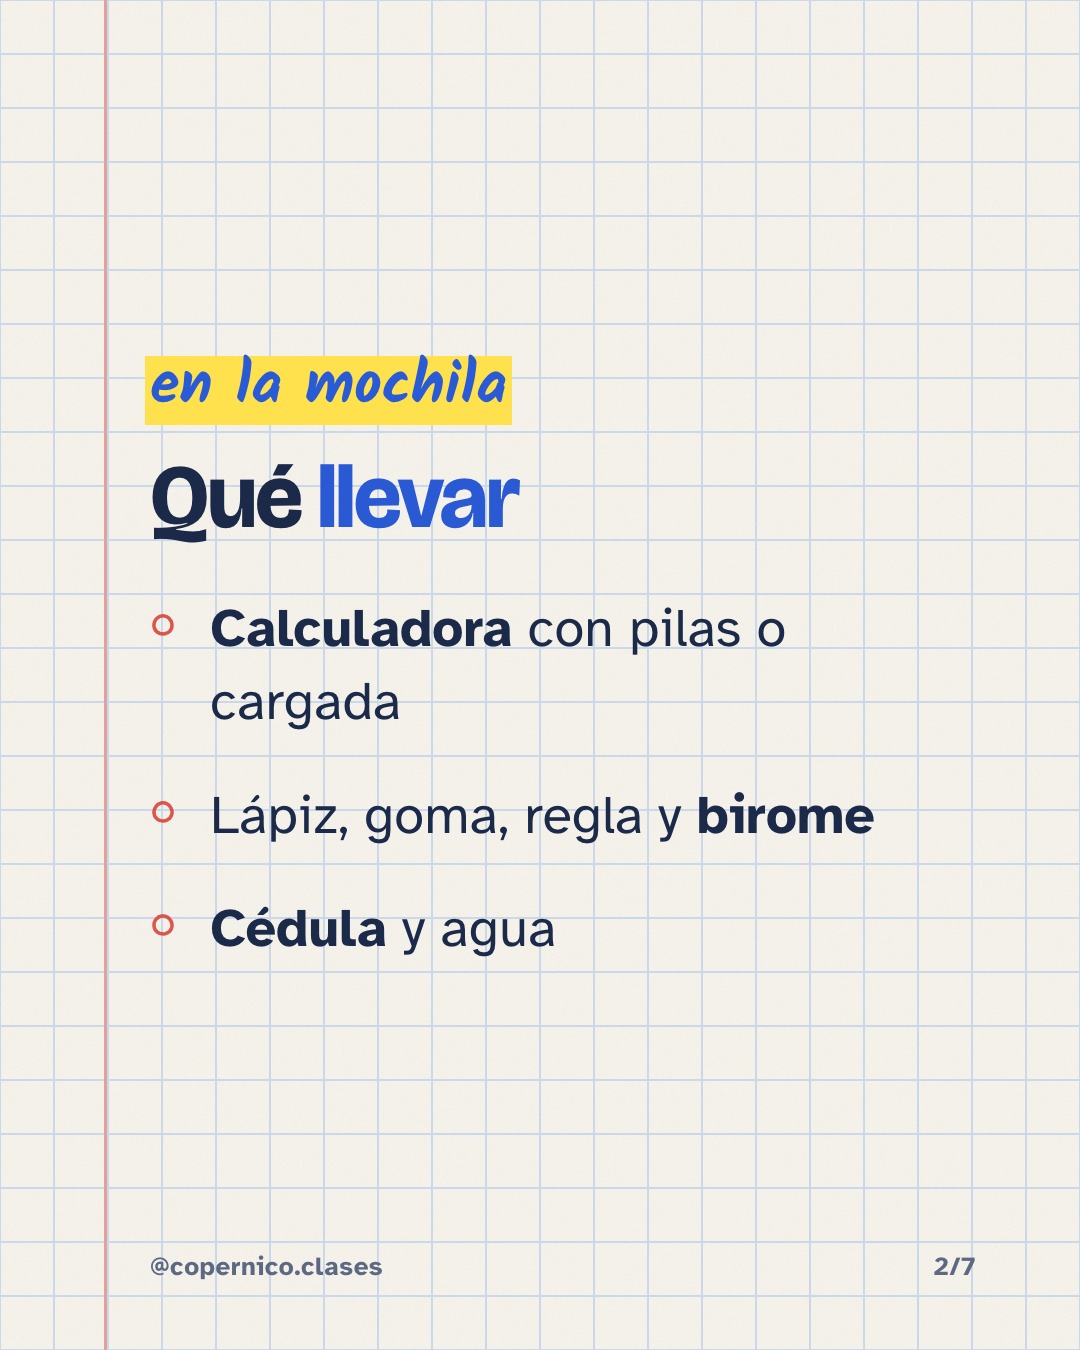 en la mochila
Qué llevar
Calculadora con pilas o
cargada
Lápiz, goma, regla y birome
Cédula y agua
@copernico.clases
2/7